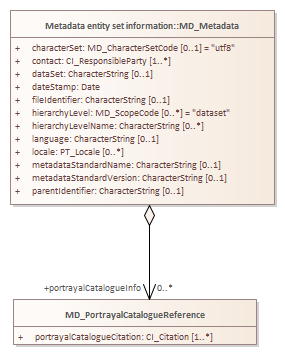 Metadata entity set information::MD_Metadata
+ characterSet: MD_CharacterSetCode [0..1] = "utf8"
+ contact: CI_ResponsibleParty [1..*]
+ dataSet: CharacterString [0..1]
+ dateStamp: Date
+ fileIdentifier: CharacterString [0..1]
+ hierarchyLevel: MD_ScopeCode [0..*] = "dataset"
+ hierarchyLevelName: CharacterString [0..*]
+ language: CharacterString [0..1]
+ locale: PT_Locale [0..*]
+ metadataStandardName: CharacterString [0..1]
+ metadataStandardVersion: CharacterString [0..1]
+ parentIdentifier: CharacterString [0..1]
+portrayalCatalogueInfo 0..*
MD_PortrayalCatalogueReference
+ portrayalCatalogueCitation: CI_Citation [1..*]